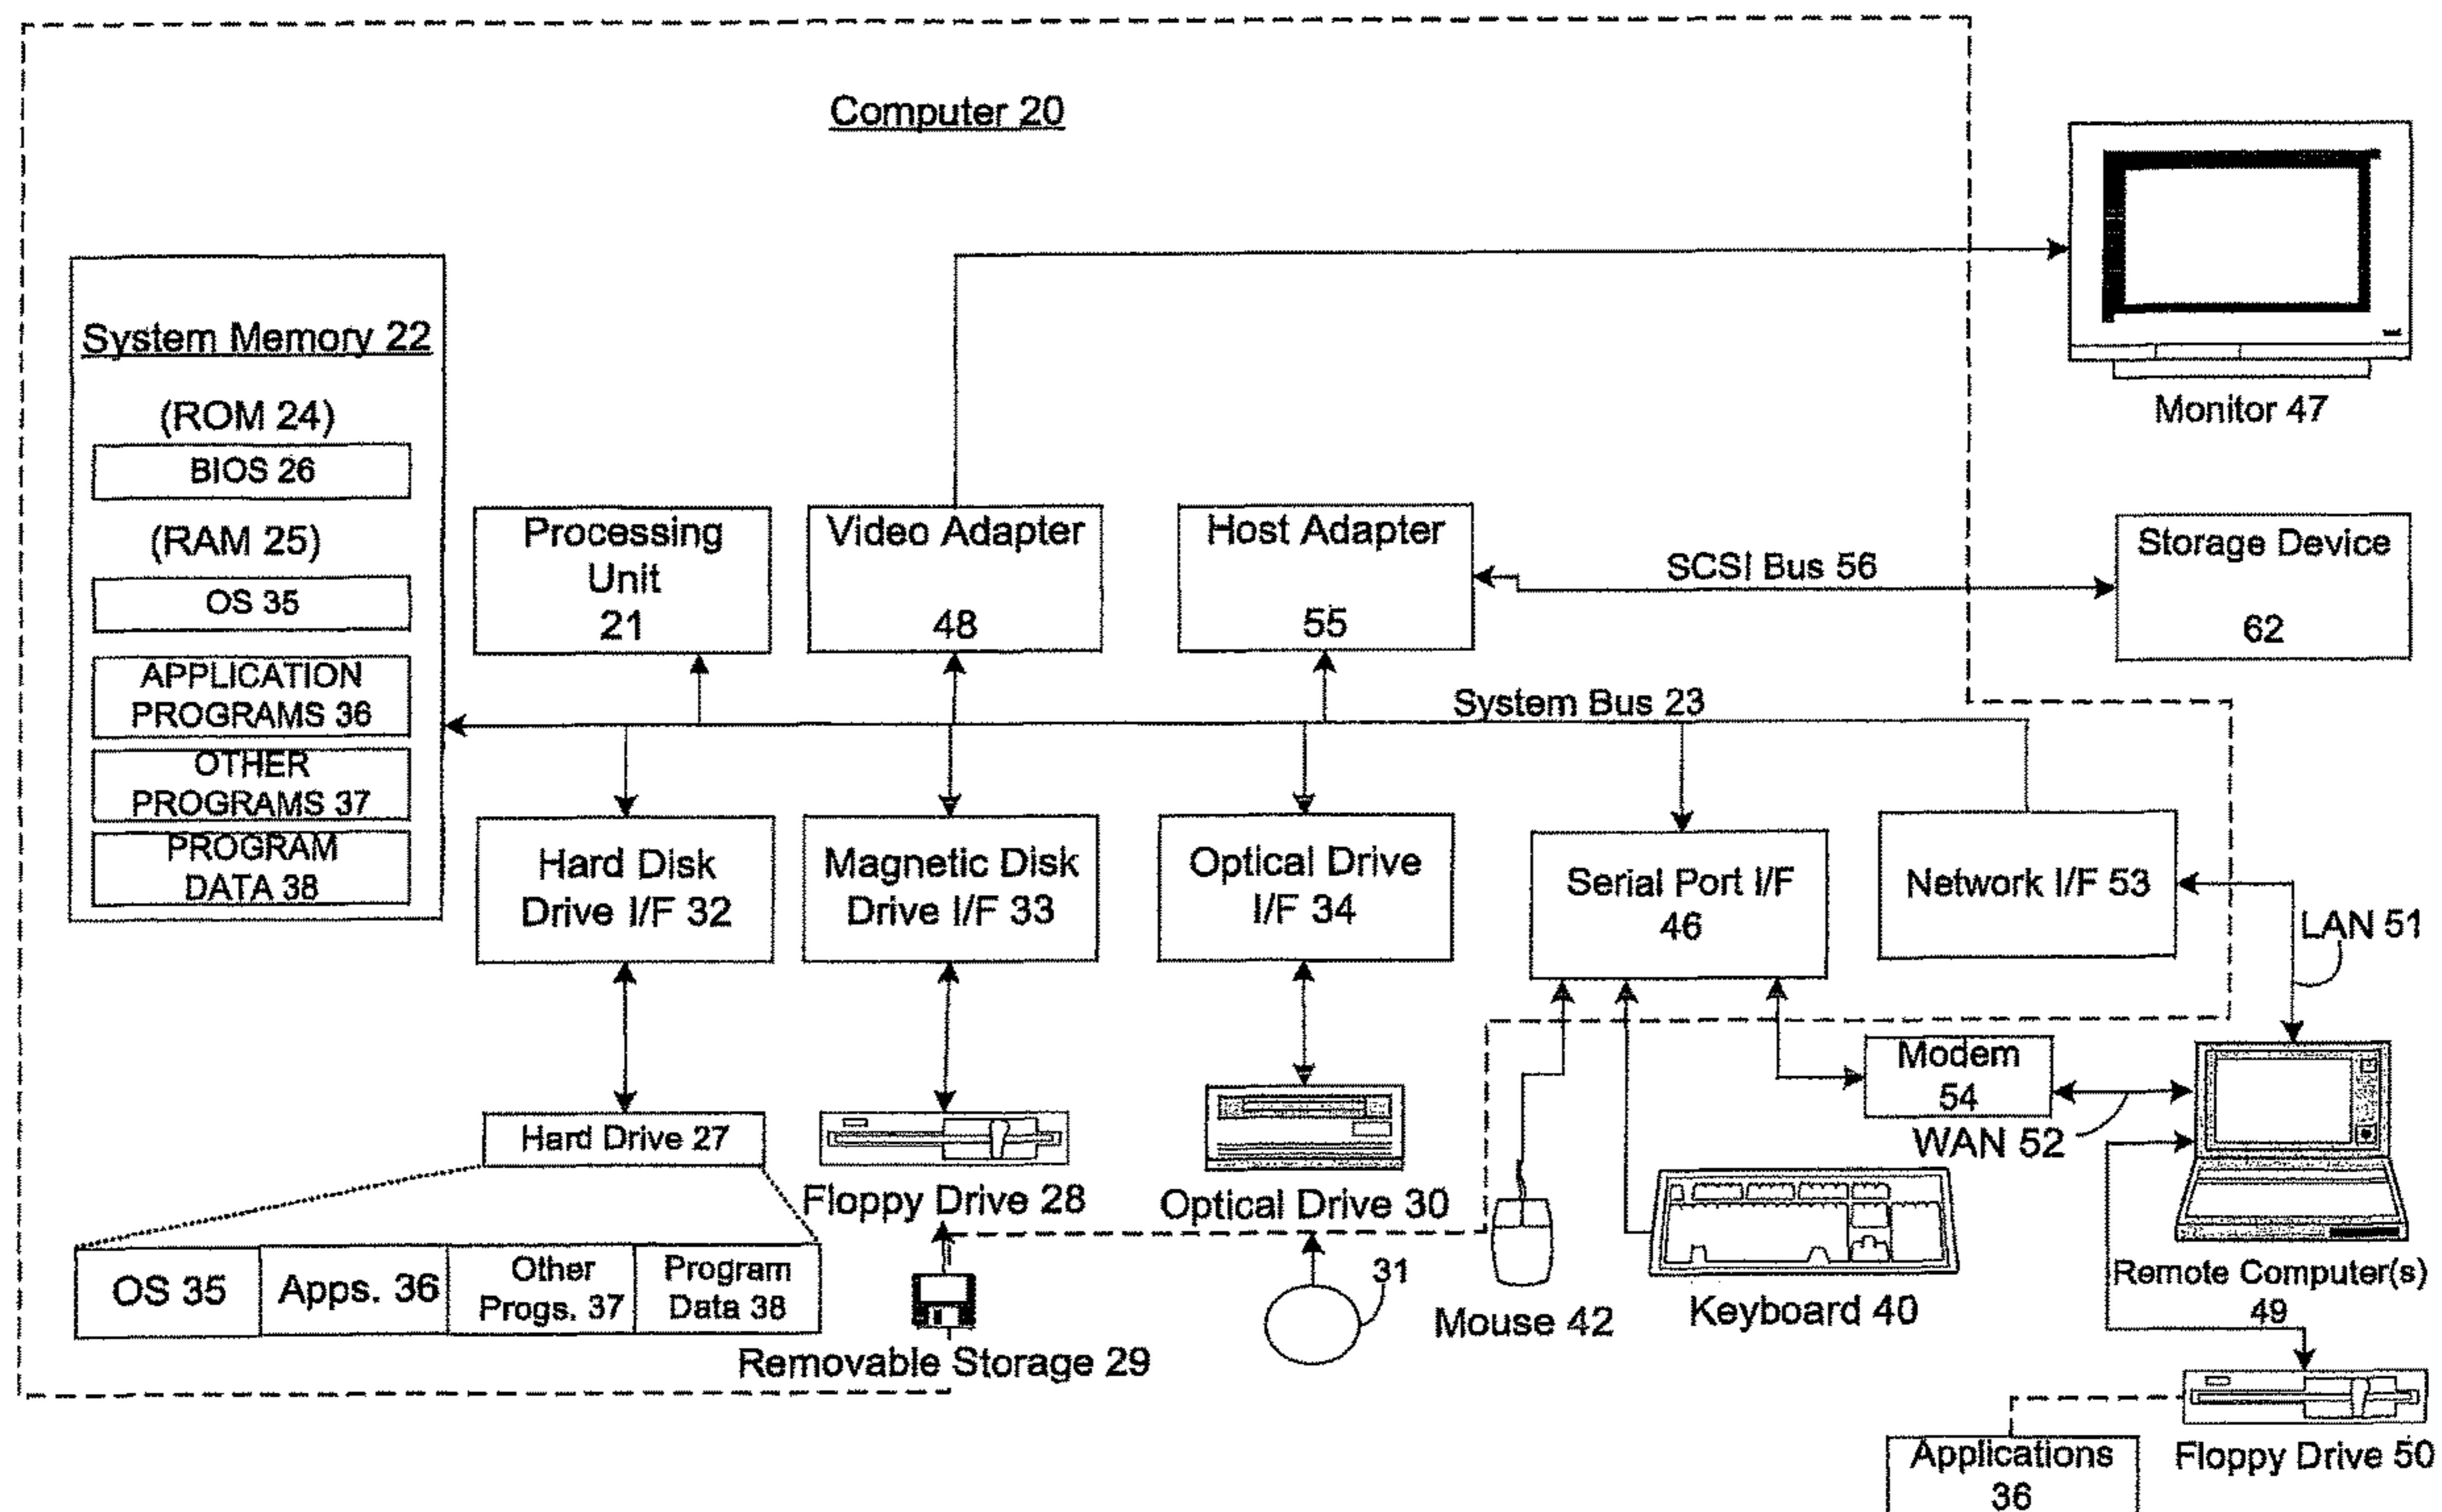 Computer 20
System Memory 22
(ROM 24)
BIOS 26
(RAM 25)
OS 35
APPLICATION
PROGRAMS 36
OTHER
PROGRAMS 37
PROGRAM
DATA 38
Processing
Unit
21
Video Adapter
48
Host Adapter
55
SCSI Bus 56
Monitor 47
Storage Device
62
System Bus 23
Hard Disk
Drive I/F 32
Magnetic Disk
Drive I/F 33
Optical Drive
I/F 34
Serial Port I/F
46
Network I/F 53
LAN 51
Modem
54
WAN 52
Hard Drive 27
Floppy Drive 28
Optical Drive 30
OS 35
Apps. 36
Other
Progs. 37
Program
Data 38
Removable Storage 29
31
Mouse 42
Keyboard 40
Remote Computer(s)
49
Floppy Drive 50
Applications
36